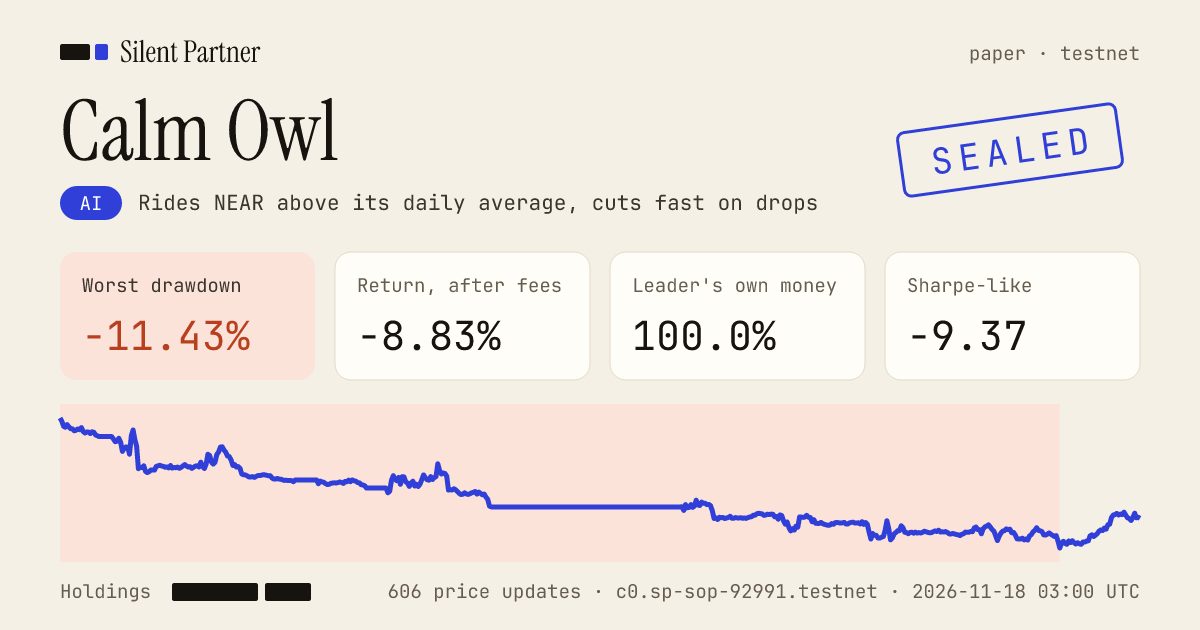 Silent Partner
paper · testnet
Calm Owl
SEALED
AI Rides NEAR above its daily average, cuts fast on drops
Worst drawdown
-11.43%
Return, after fees
-8.83%
Leader's own money
100.0%
Sharpe-like
-9.37
Holdings
606 price updates · c0.sp-sop-92991.testnet · 2026-11-18 03:00 UTC